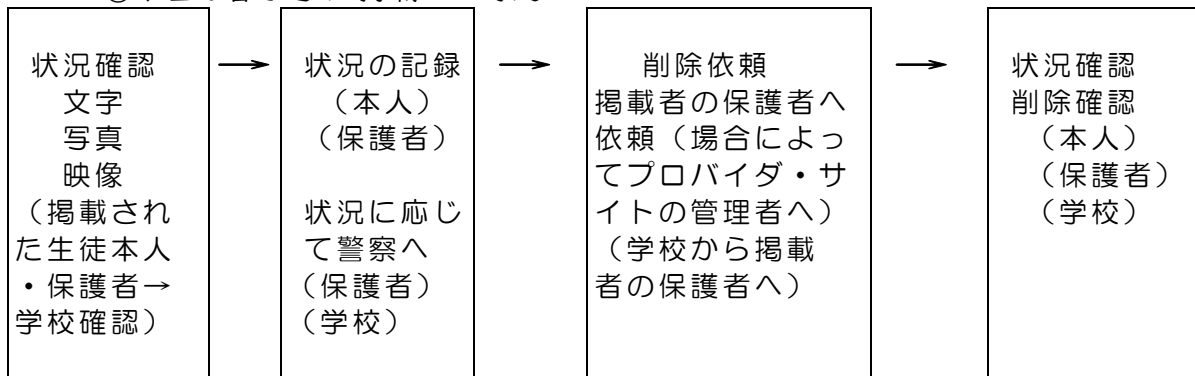 状況確認
文字
写真
映像
（掲載され
た生徒本人
・保護者→
学校確認）
→
状況の記録
（本人）
（保護者）
状況に応じ
て警察へ
（保護者）
（学校）
→
削除依頼
掲載者の保護者へ
依頼（場合によっ
てプロバイダ・サ
イトの管理者へ）
（学校から掲載
者の保護者へ）
→
状況確認
削除確認
（本人）
（保護者）
（学校）